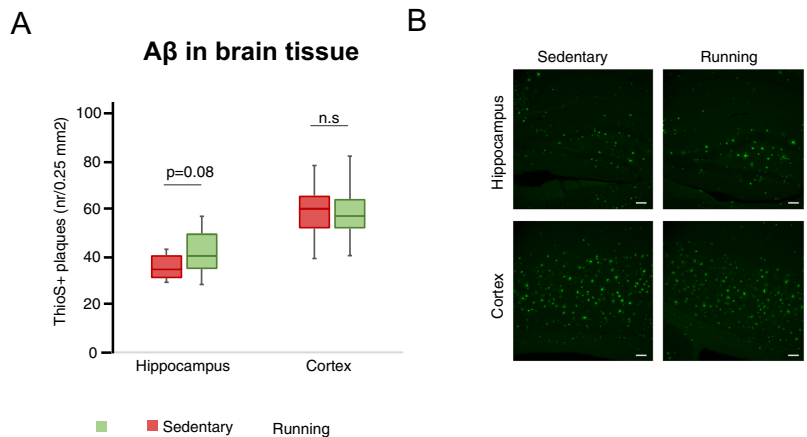 A
Aβ in brain tissue
ThioS+ plaques (nr/0.25 mm2)
100
80
60
40
20
0
p=0.08
n.s
Hippocampus
Cortex
Sedentary
Running
B
Sedentary
Running
Hippocampus
Cortex